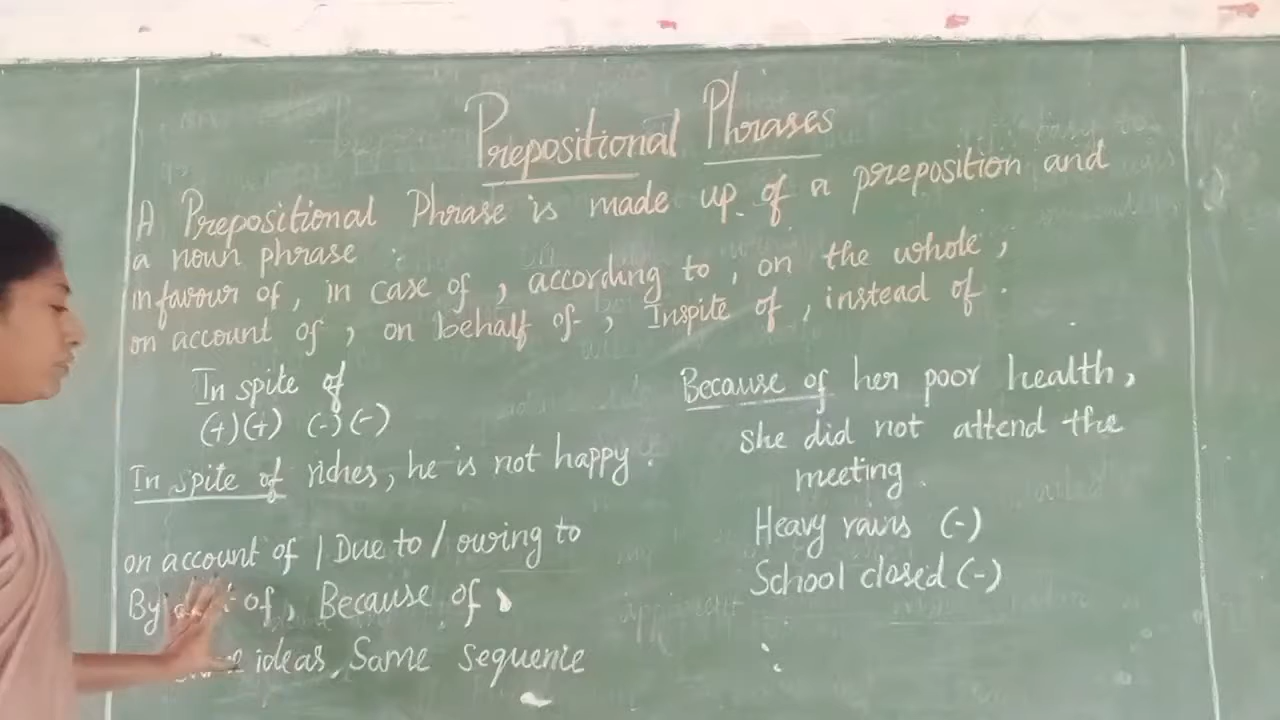 Prepositional Phrases
A Prepositional Phrase is made up of a preposition and
a noun phrase :
infavour of, in case of, according to, on the whole,
on account of, on behalf of, Inspite of, instead of.
In spite of
(+)(+) (-)(-)
In spite of riches, he is not happy.
on account of / Due to / owing to
By of, Because of,
ideas, Same sequence
Because of her poor health,
she did not attend the
meeting.
Heavy rains (-)
School closed (-)